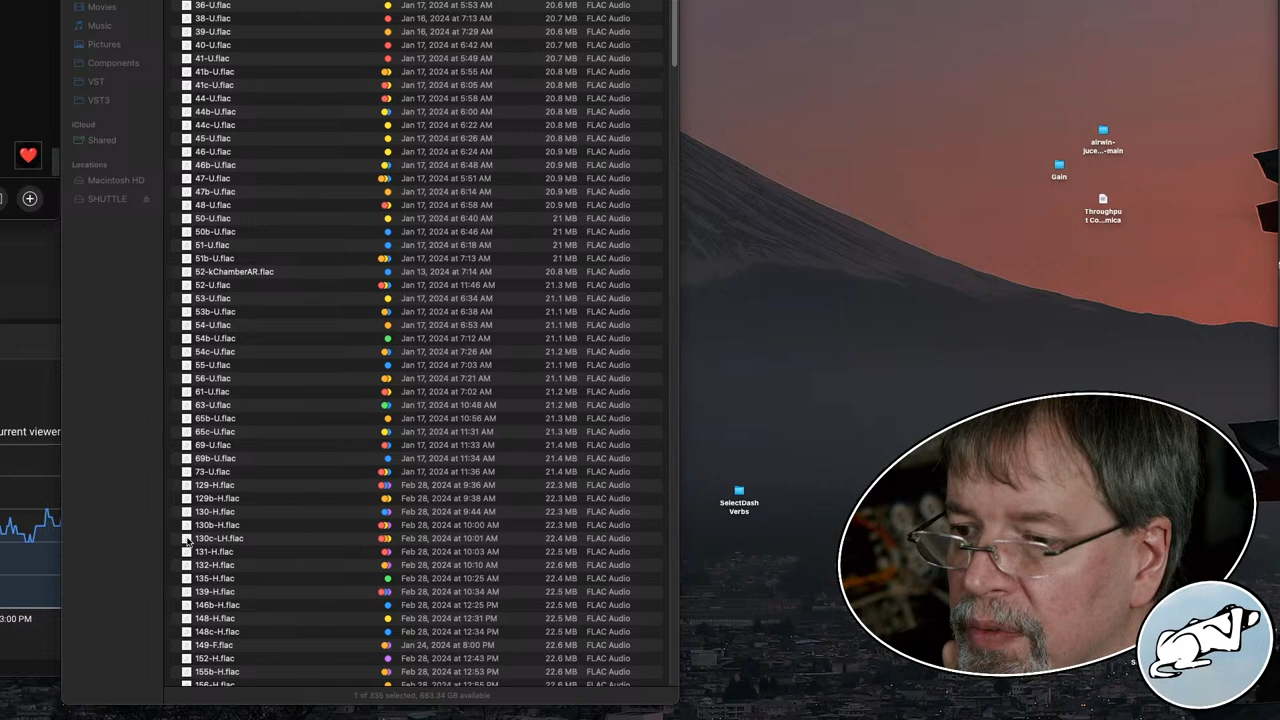 Movies
Music
Pictures
Components
VST
VST3
iCloud
Shared
Locations
Macintosh HD
SHUTTLE
36-U.flac Jan 17, 2024 at 5:53 AM 20.6 MB FLAC Audio
38-U.flac Jan 16, 2024 at 7:13 AM 20.6 MB FLAC Audio
39-U.flac Jan 16, 2024 at 7:29 AM 20.6 MB FLAC Audio
40-U.flac Jan 17, 2024 at 6:42 AM 20.7 MB FLAC Audio
41-U.flac Jan 17, 2024 at 5:49 AM 20.7 MB FLAC Audio
41b-U.flac Jan 17, 2024 at 5:55 AM 20.8 MB FLAC Audio
41c-U.flac Jan 17, 2024 at 6:05 AM 20.8 MB FLAC Audio
44-U.flac Jan 17, 2024 at 5:58 AM 20.8 MB FLAC Audio
44b-U.flac Jan 17, 2024 at 6:00 AM 20.8 MB FLAC Audio
44c-U.flac Jan 17, 2024 at 6:22 AM 20.8 MB FLAC Audio
45-U.flac Jan 17, 2024 at 6:26 AM 20.8 MB FLAC Audio
46-U.flac Jan 17, 2024 at 6:24 AM 20.9 MB FLAC Audio
46b-U.flac Jan 17, 2024 at 6:48 AM 20.9 MB FLAC Audio
47-U.flac Jan 17, 2024 at 5:51 AM 20.9 MB FLAC Audio
47b-U.flac Jan 17, 2024 at 6:14 AM 20.9 MB FLAC Audio
48-U.flac Jan 17, 2024 at 6:58 AM 20.9 MB FLAC Audio
50-U.flac Jan 17, 2024 at 6:40 AM 21 MB FLAC Audio
50b-U.flac Jan 17, 2024 at 6:46 AM 21 MB FLAC Audio
51-U.flac Jan 17, 2024 at 6:18 AM 21 MB FLAC Audio
51b-U.flac Jan 17, 2024 at 7:13 AM 21 MB FLAC Audio
52-kChamberAR.flac Jan 13, 2024 at 7:14 AM 20.8 MB FLAC Audio
52-U.flac Jan 17, 2024 at 11:46 AM 21.3 MB FLAC Audio
53-U.flac Jan 17, 2024 at 6:34 AM 21.1 MB FLAC Audio
53b-U.flac Jan 17, 2024 at 6:38 AM 21.1 MB FLAC Audio
54-U.flac Jan 17, 2024 at 6:53 AM 21.1 MB FLAC Audio
54b-U.flac Jan 17, 2024 at 7:12 AM 21.1 MB FLAC Audio
54c-U.flac Jan 17, 2024 at 7:26 AM 21.2 MB FLAC Audio
55-U.flac Jan 17, 2024 at 7:03 AM 21.2 MB FLAC Audio
56-U.flac Jan 17, 2024 at 7:21 AM 21.2 MB FLAC Audio
61-U.flac Jan 17, 2024 at 7:02 AM 21.2 MB FLAC Audio
63-U.flac Jan 17, 2024 at 10:48 AM 21.2 MB FLAC Audio
65b-U.flac Jan 17, 2024 at 10:56 AM 21.3 MB FLAC Audio
65c-U.flac Jan 17, 2024 at 11:31 AM 21.3 MB FLAC Audio
69-U.flac Jan 17, 2024 at 11:33 AM 21.4 MB FLAC Audio
69b-U.flac Jan 17, 2024 at 11:34 AM 21.4 MB FLAC Audio
73-U.flac Jan 17, 2024 at 11:36 AM 21.4 MB FLAC Audio
129-H.flac Feb 28, 2024 at 9:36 AM 22.3 MB FLAC Audio
129b-H.flac Feb 28, 2024 at 9:38 AM 22.3 MB FLAC Audio
130-H.flac Feb 28, 2024 at 9:44 AM 22.3 MB FLAC Audio
130b-H.flac Feb 28, 2024 at 10:00 AM 22.3 MB FLAC Audio
130c-LH.flac Feb 28, 2024 at 10:01 AM 22.4 MB FLAC Audio
131-H.flac Feb 28, 2024 at 10:03 AM 22.6 MB FLAC Audio
132-H.flac Feb 28, 2024 at 10:10 AM 22.6 MB FLAC Audio
135-H.flac Feb 28, 2024 at 10:25 AM 22.4 MB FLAC Audio
139-H.flac Feb 28, 2024 at 10:34 AM 22.5 MB FLAC Audio
146b-H.flac Feb 28, 2024 at 12:25 PM 22.5 MB FLAC Audio
148-H.flac Feb 28, 2024 at 12:31 PM 22.5 MB FLAC Audio
148c-H.flac Feb 28, 2024 at 12:34 PM 22.5 MB FLAC Audio
149-F.flac Jan 24, 2024 at 8:00 PM 22.6 MB FLAC Audio
152-H.flac Feb 28, 2024 at 12:43 PM 22.6 MB FLAC Audio
155b-H.flac Feb 28, 2024 at 12:53 PM 22.6 MB FLAC Audio
156-H.flac Feb 28, 2024 at 12:55 PM 22.6 MB FLAC Audio
1 of 335 selected, 683.34 GB available
urrent viewer
3:00 PM
airwin-
juce...-main
Gain
Throughpu
t Co...mica
SelectDash
Verbs